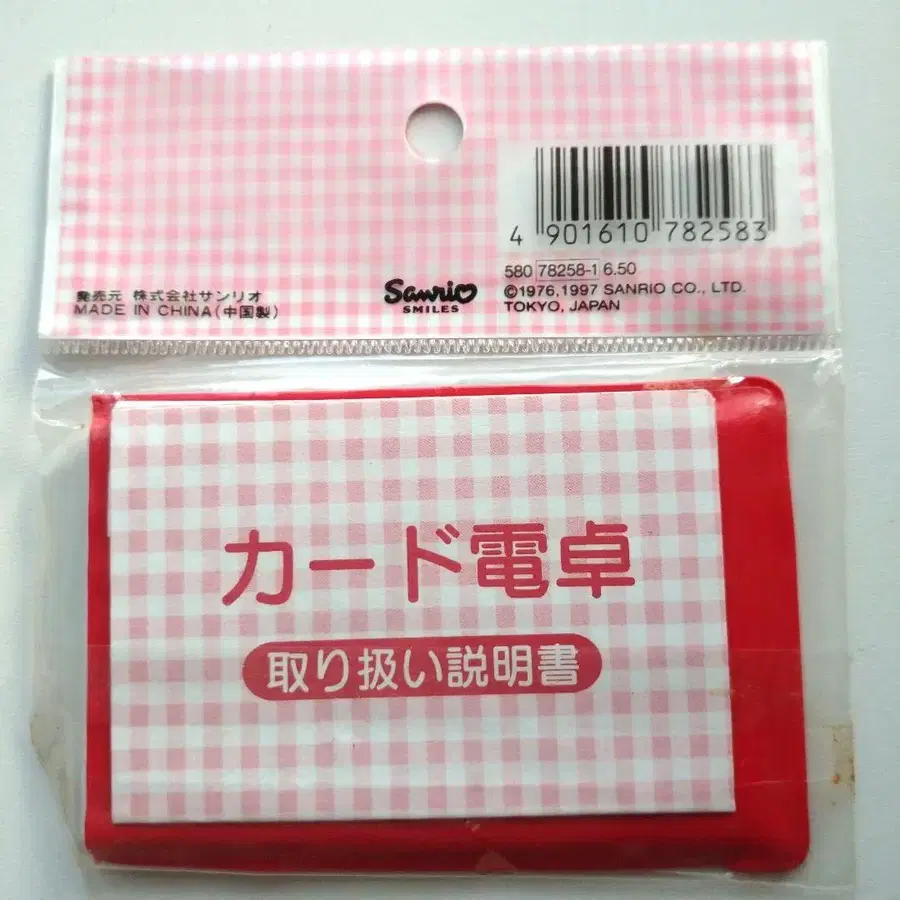 4 901610 782583
580 78258-1 6.50
©1976,1997 SANRIO CO., LTD.
TOKYO, JAPAN
Sanrio
SMILES
発売元 株式会社サンリオ
MADE IN CHINA(中国製)
カード電卓
取り扱い説明書